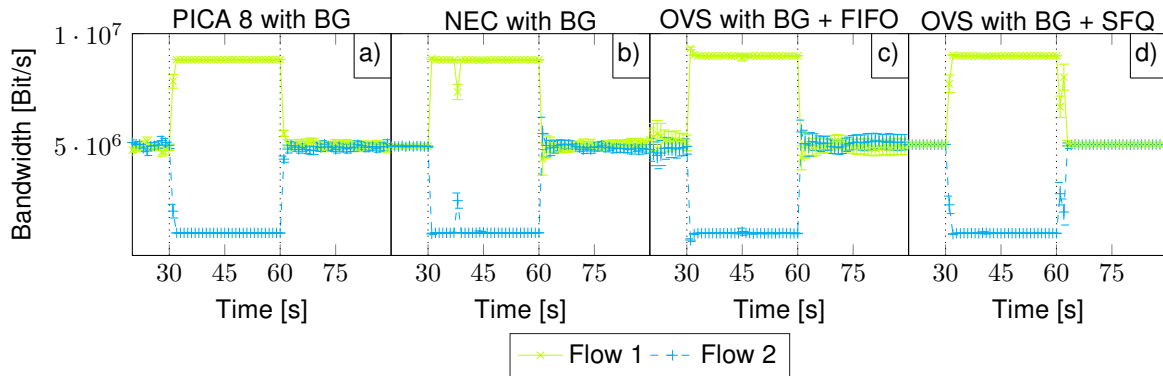 PICA 8 with BG NEC with BG OVS with BG + FIFO OVS with BG + SFQ
1 · 10^7
a) b) c) d)
Bandwidth [Bit/s]
5 · 10^6
30 45 60 75 30 45 60 75 30 45 60 75 30 45 60 75
Time [s] Time [s] Time [s] Time [s]
Flow 1 Flow 2